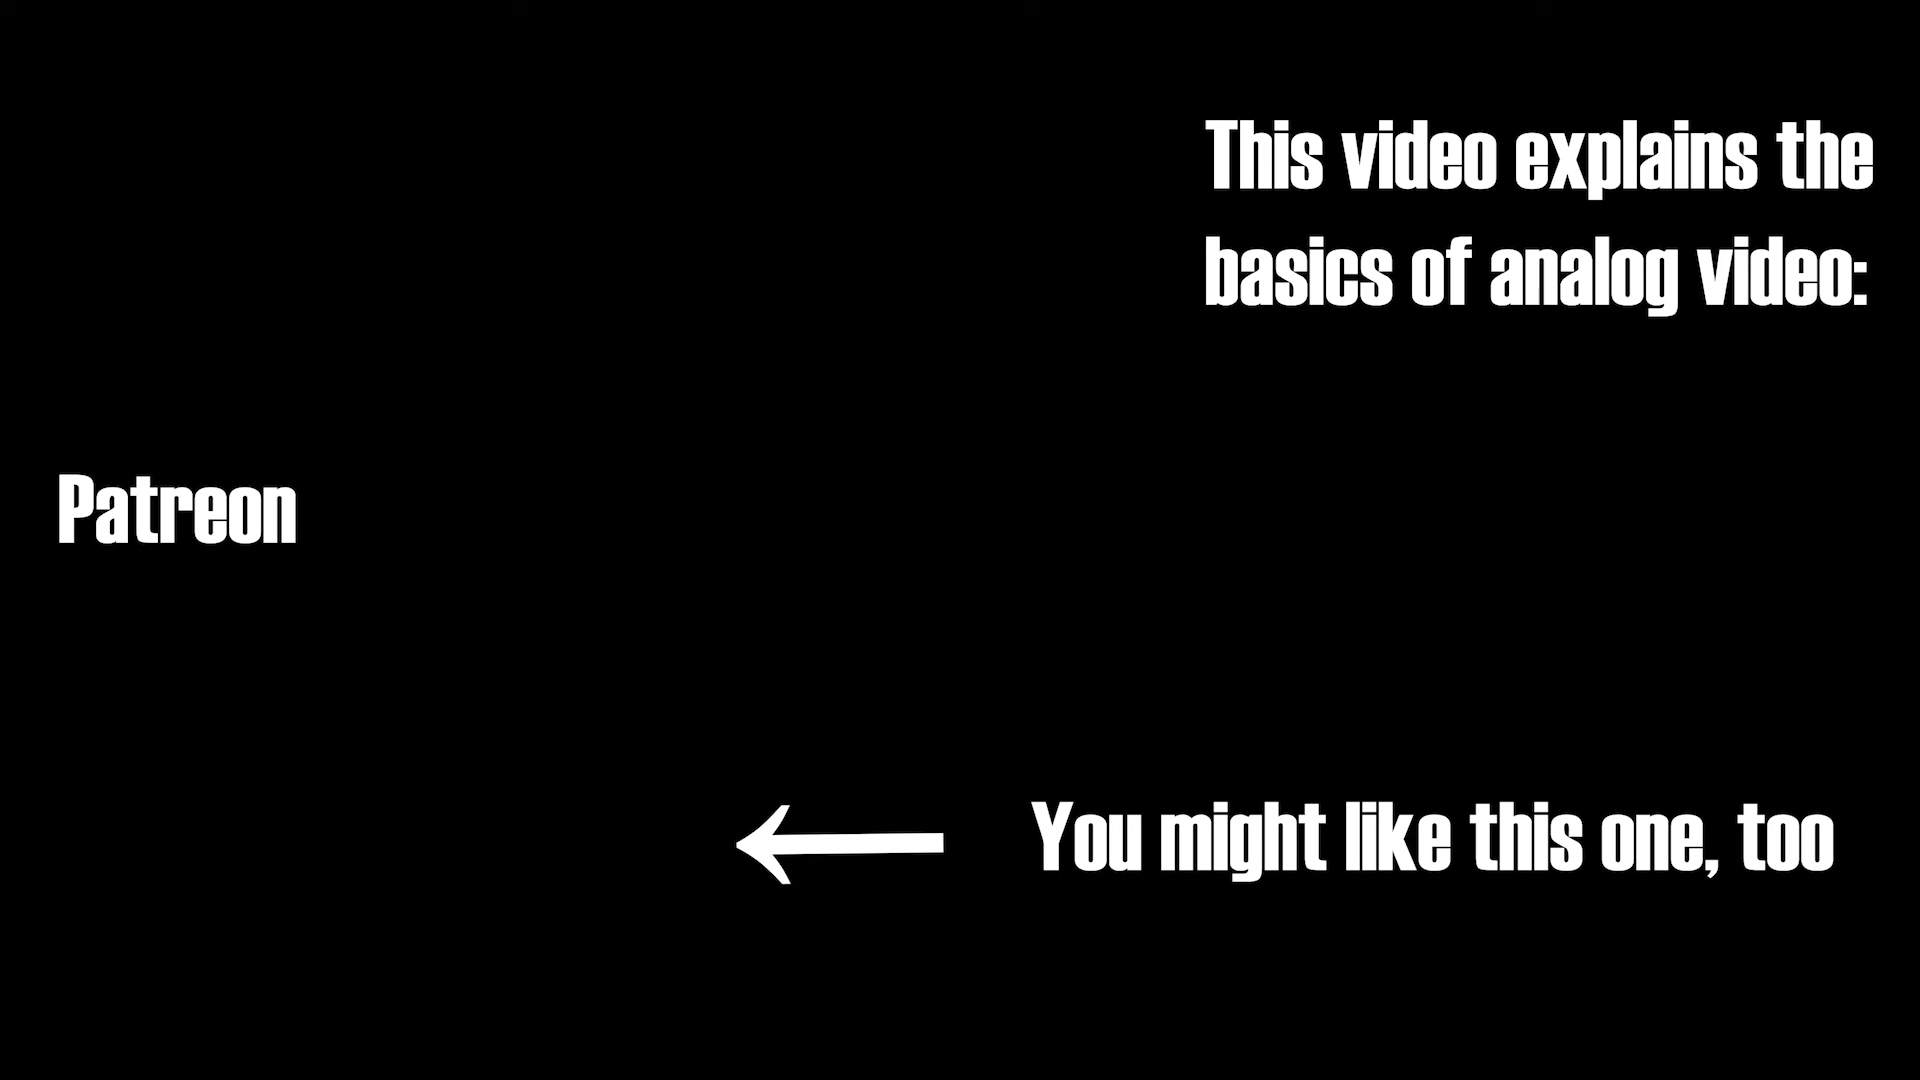 This video explains the
basics of analog video:
Patreon
You might like this one, too